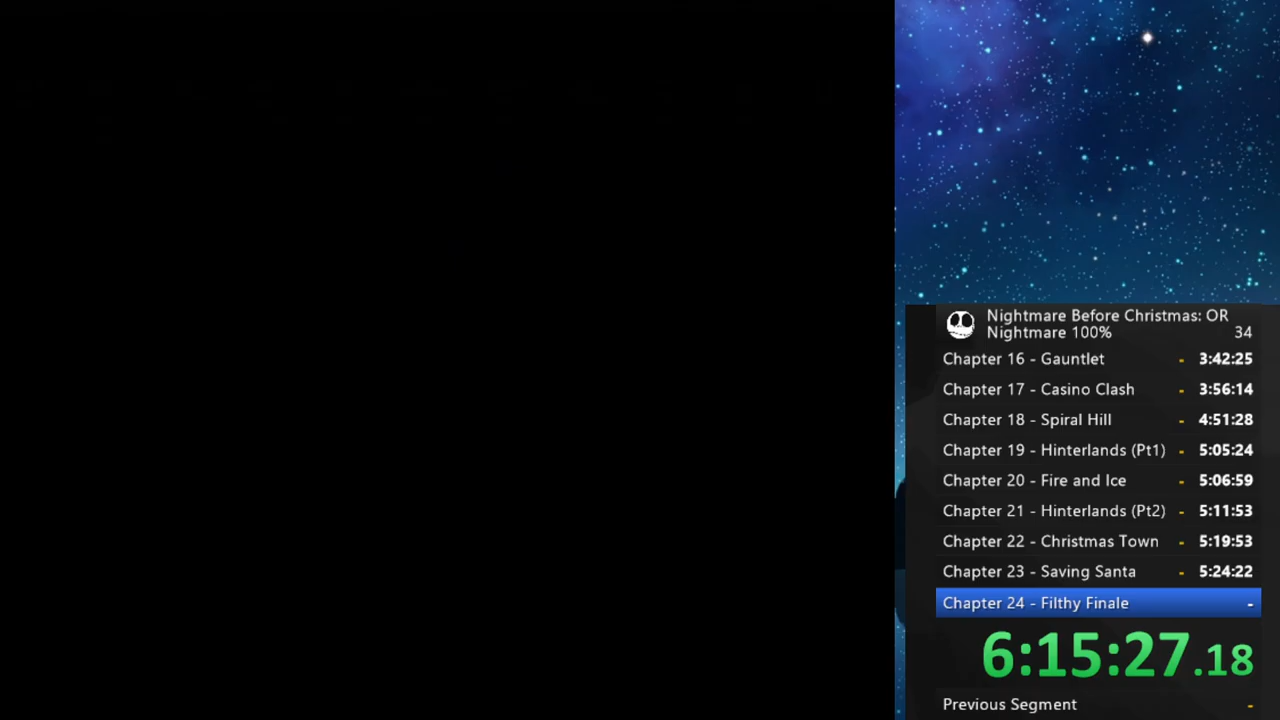 Nightmare Before Christmas: OR
Nightmare 100% 34
Chapter 16 - Gauntlet - 3:42:25
Chapter 17 - Casino Clash - 3:56:14
Chapter 18 - Spiral Hill - 4:51:28
Chapter 19 - Hinterlands (Pt1) - 5:05:24
Chapter 20 - Fire and Ice - 5:06:59
Chapter 21 - Hinterlands (Pt2) - 5:11:53
Chapter 22 - Christmas Town - 5:19:53
Chapter 23 - Saving Santa - 5:24:22
Chapter 24 - Filthy Finale -
6:15:27.18
Previous Segment -